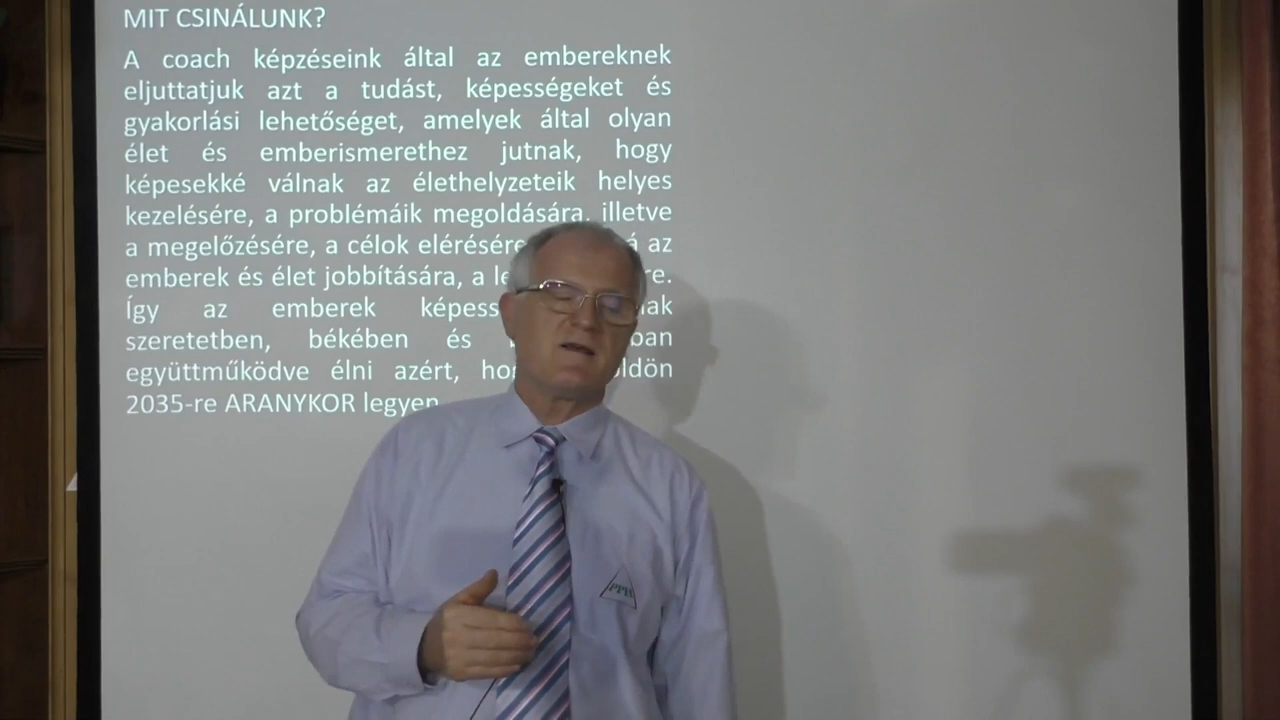 MIT CSINÁLUNK?
A coach képzéseink által az embereknek
eljuttatjuk azt a tudást, képességeket és
gyakorlási lehetőséget, amelyek által olyan
élet és emberismerethez jutnak, hogy
képesekké válnak az élethelyzeteik helyes
kezelésére, a problémáik megoldására, illetve
a megelőzésére, a célok elérésére az
emberek és élet jobbítására, a
Így az emberek
szeretetben, békében és
együttműködve élni azért,
2035-re ARANYKOR legyen
PPH